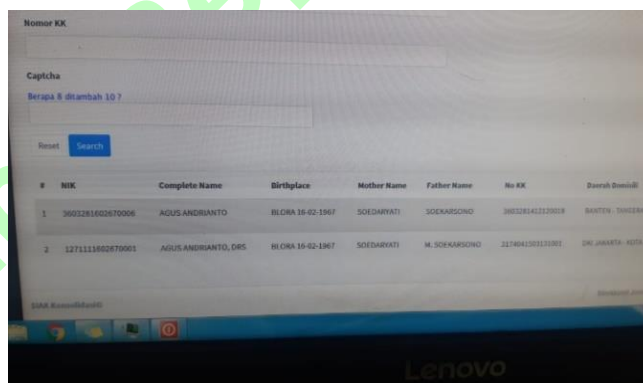 Nomor KK
Captcha
Berapa 8 ditambah 10 ?
Reset Search
# NIK Complete Name Birthplace Mother Name Father Name No KK Daerah Domisili
1 3603281602670006 AGUS ANDRIANTO BLORA 16-02-1967 SOEDARYATI SOEKARSONO BANTEN
2 1271111602670001 AGUS ANDRIANTO, DRS BLORA 16-02-1967 SOEDARYATI M. SOEKARSONO DKI JAKARTA
SIAK
Lenovo